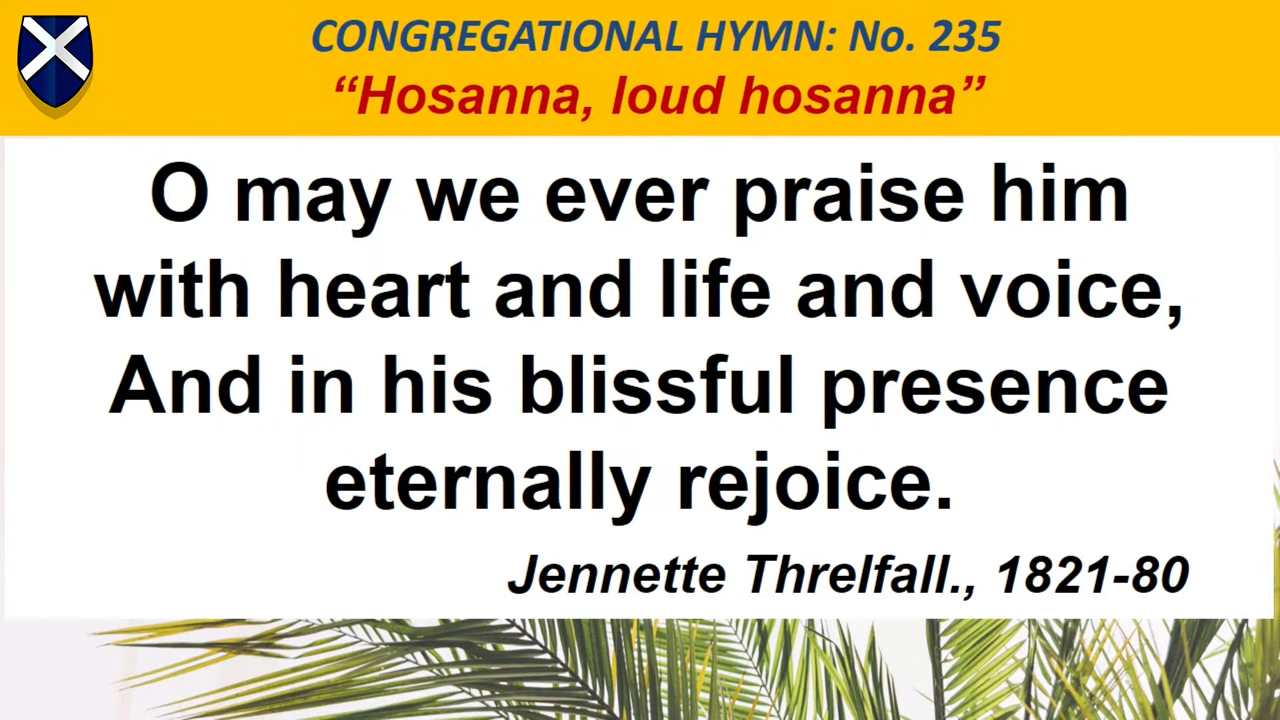 CONGREGATIONAL HYMN: No. 235
“Hosanna, loud hosanna”
O may we ever praise him
with heart and life and voice,
And in his blissful presence
eternally rejoice.
Jennette Threlfall., 1821-80